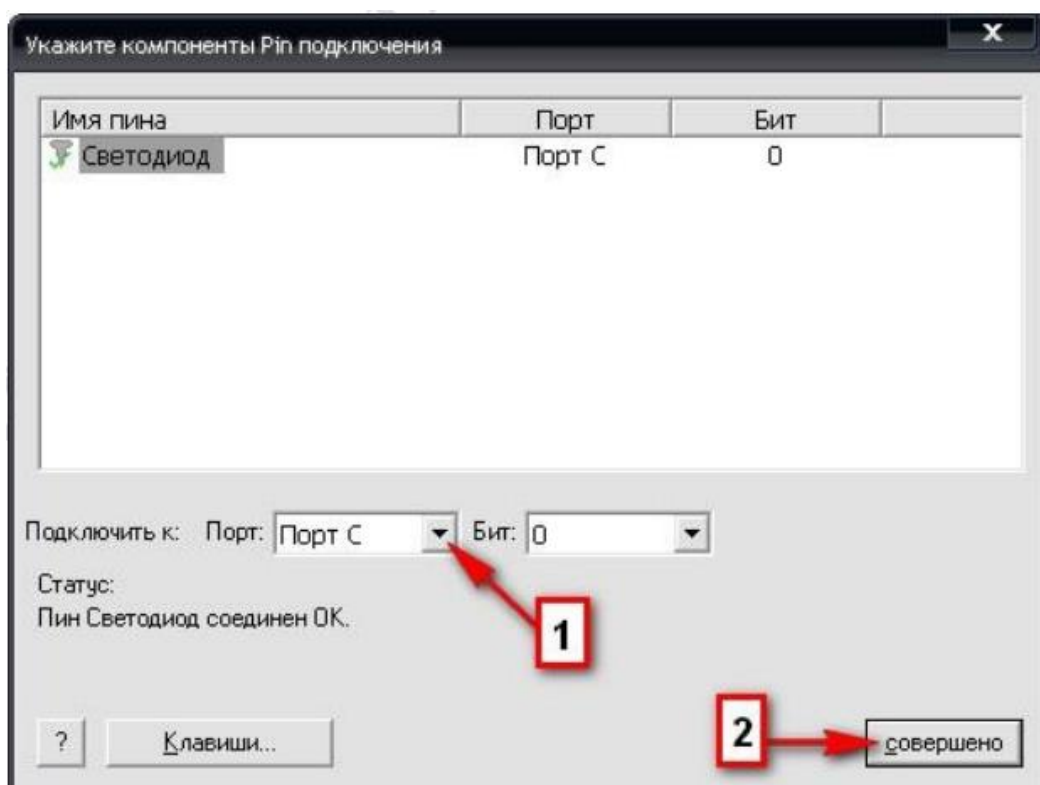 Укажите компоненты Pin подключения
X
Имя пина Порт Бит
Светодиод Порт C 0
Подключить к: Порт: Порт C Бит: 0
Статус:
Пин Светодиод соединен ОК.
1
2
? Клавиши... совершено